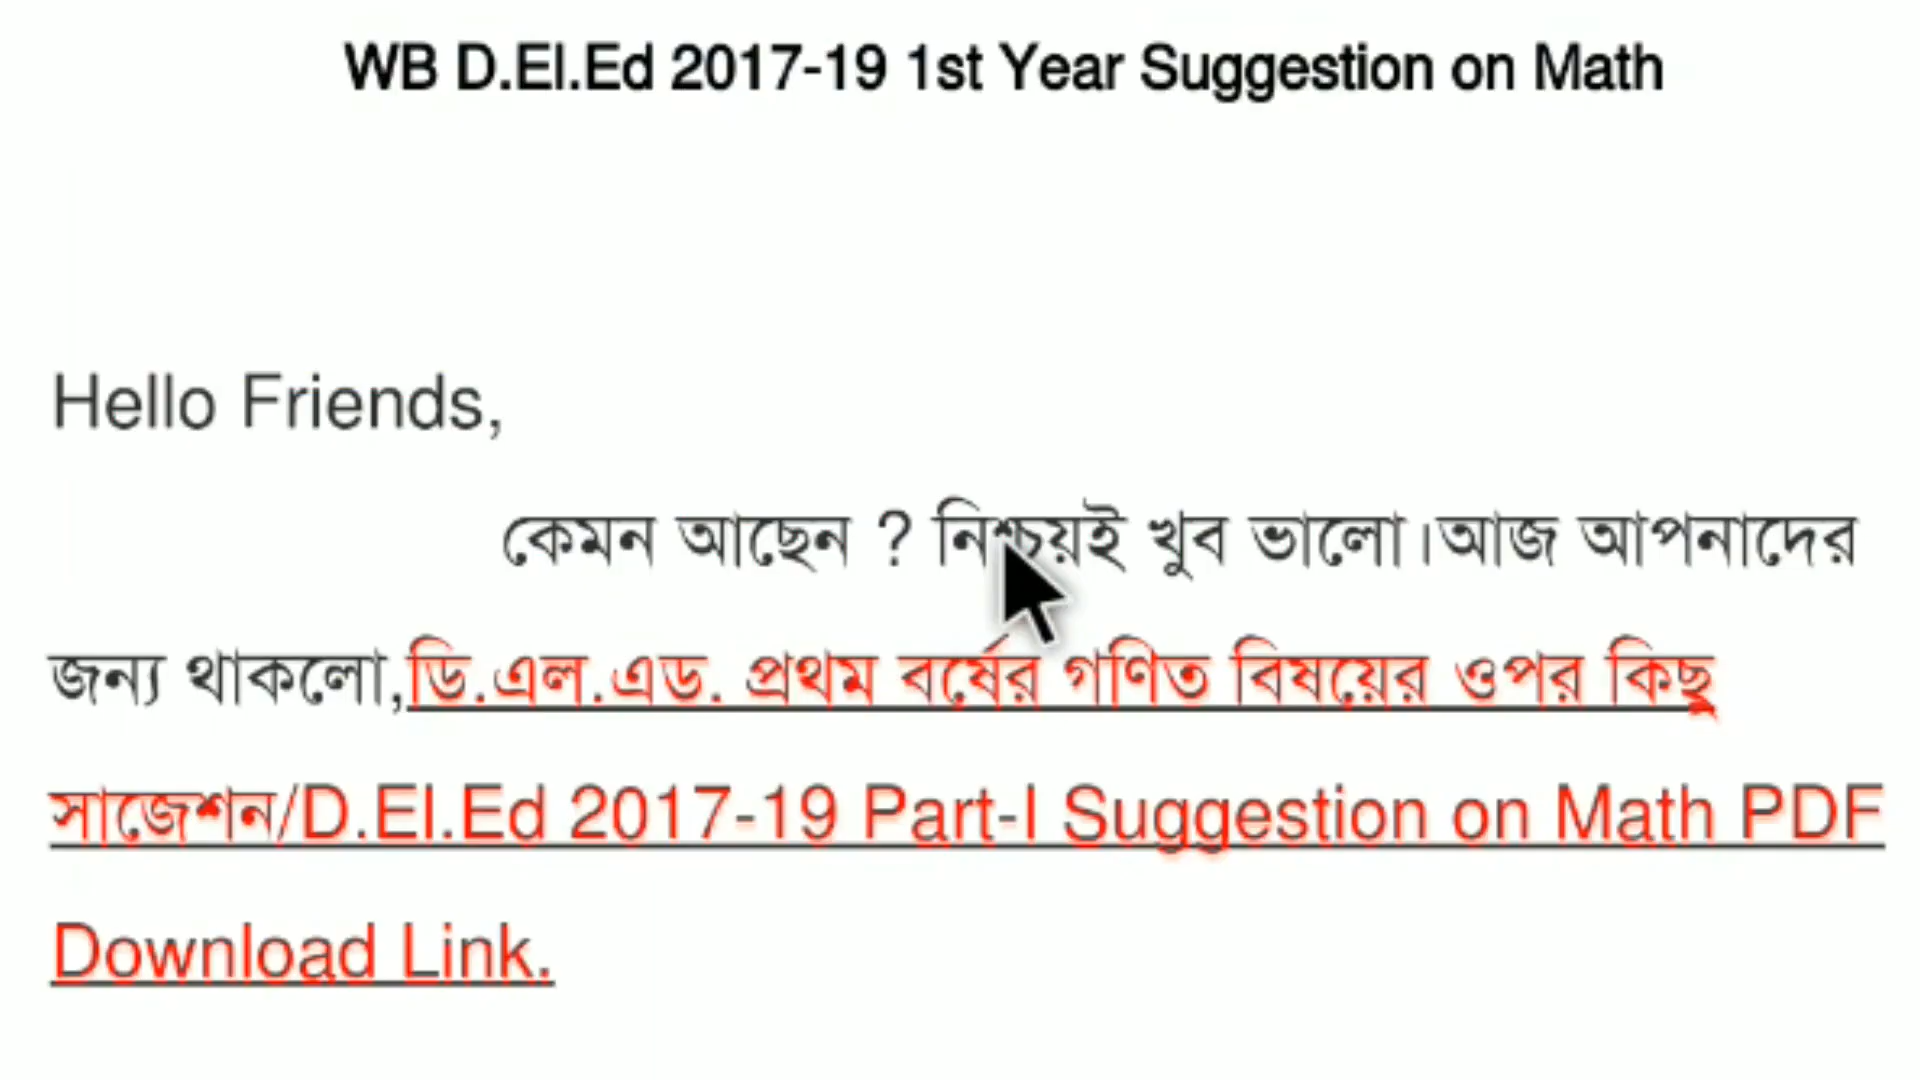 WB D.El.Ed 2017-19 1st Year Suggestion on Math
Hello Friends,
কেমন আছেন ? নিশ্চয়ই খুব ভালো।আজ আপনাদের
জন্য থাকলো,ডি.এল.এড. প্রথম বর্ষের গণিত বিষয়ের ওপর কিছু
সাজেশন/D.El.Ed 2017-19 Part-I Suggestion on Math PDF
Download Link.